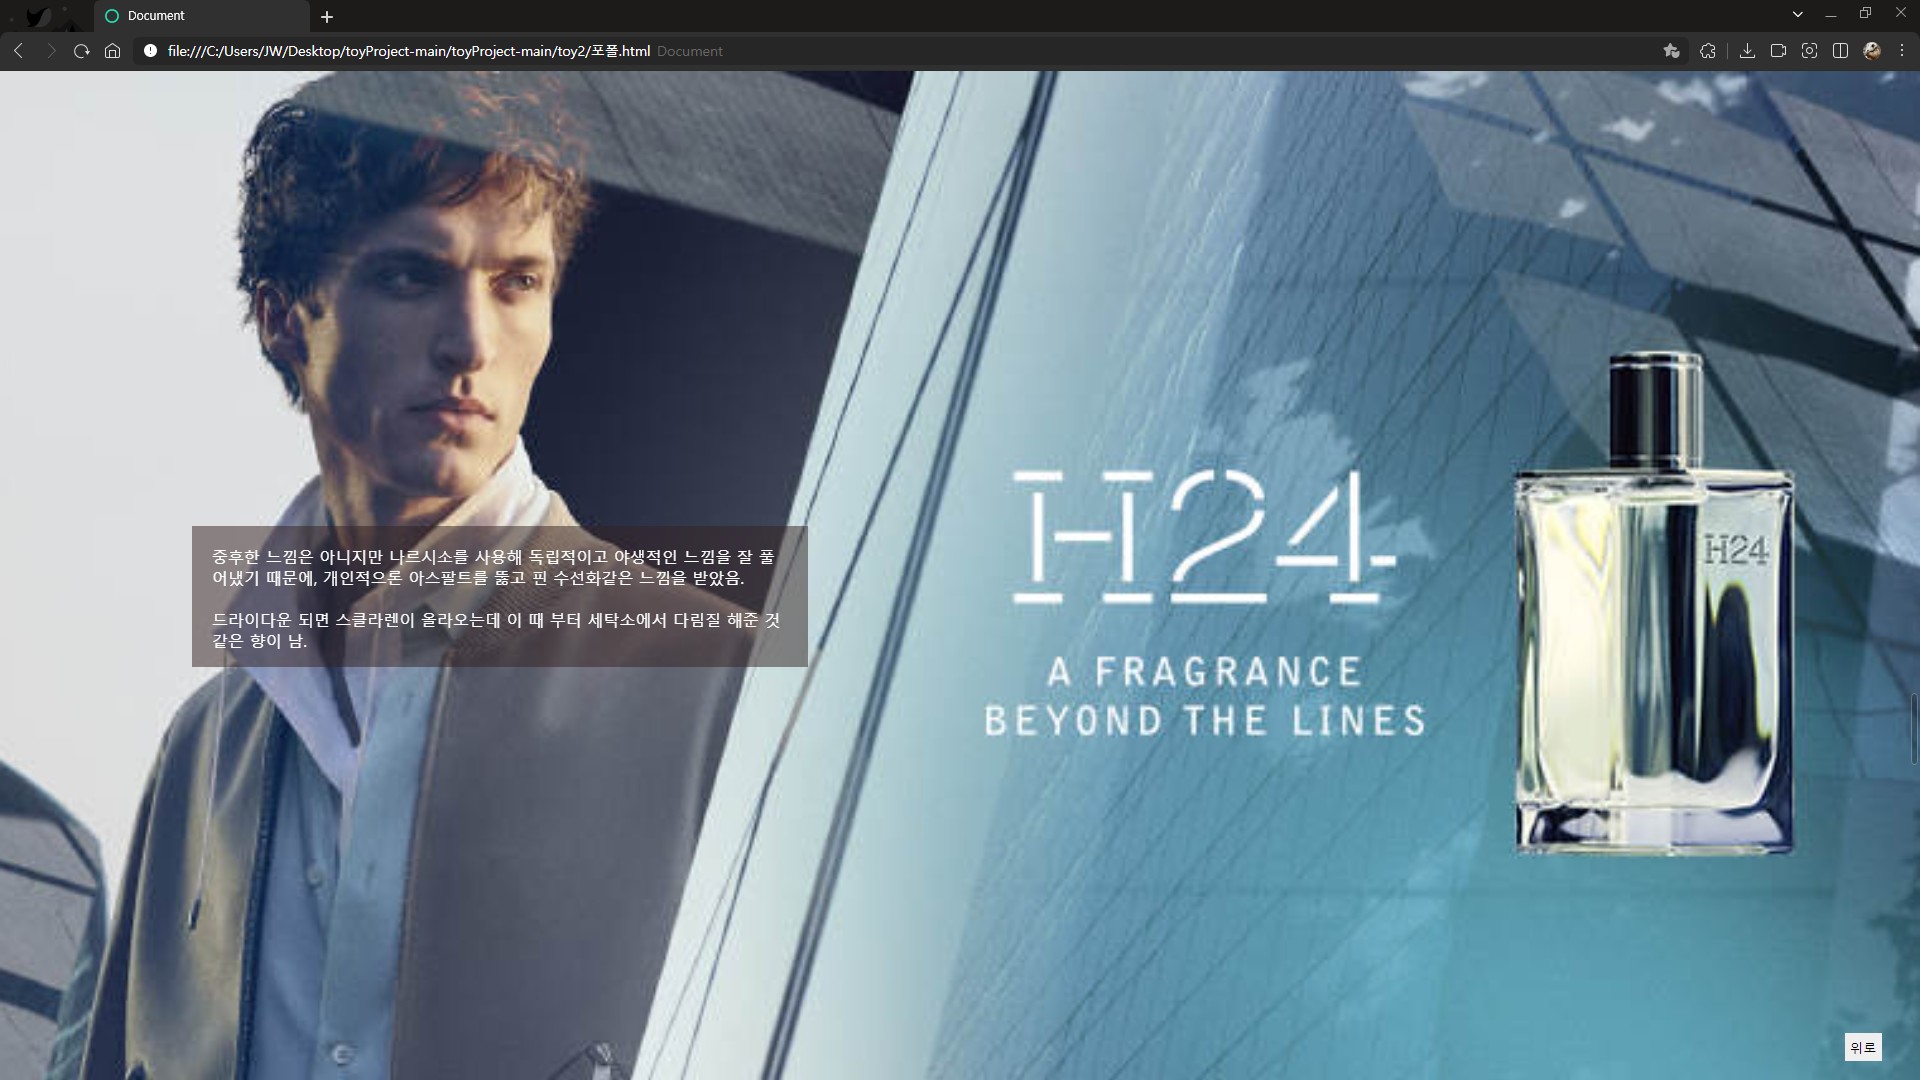 Document
file:///C:/Users/JW/Desktop/toyProject-main/toyProject-main/toy2/포폴.html Document
중후한 느낌은 아니지만 나르시소를 사용해 독립적이고 야생적인 느낌을 잘 풀
어냈기 때문에, 개인적으론 아스팔트를 뚫고 핀 수선화같은 느낌을 받았음.
드라이다운 되면 스클라렌이 올라오는데 이 때 부터 세탁소에서 다림질 해준 것
같은 향이 남.
H24
A FRAGRANCE
BEYOND THE LINES
H24
위로